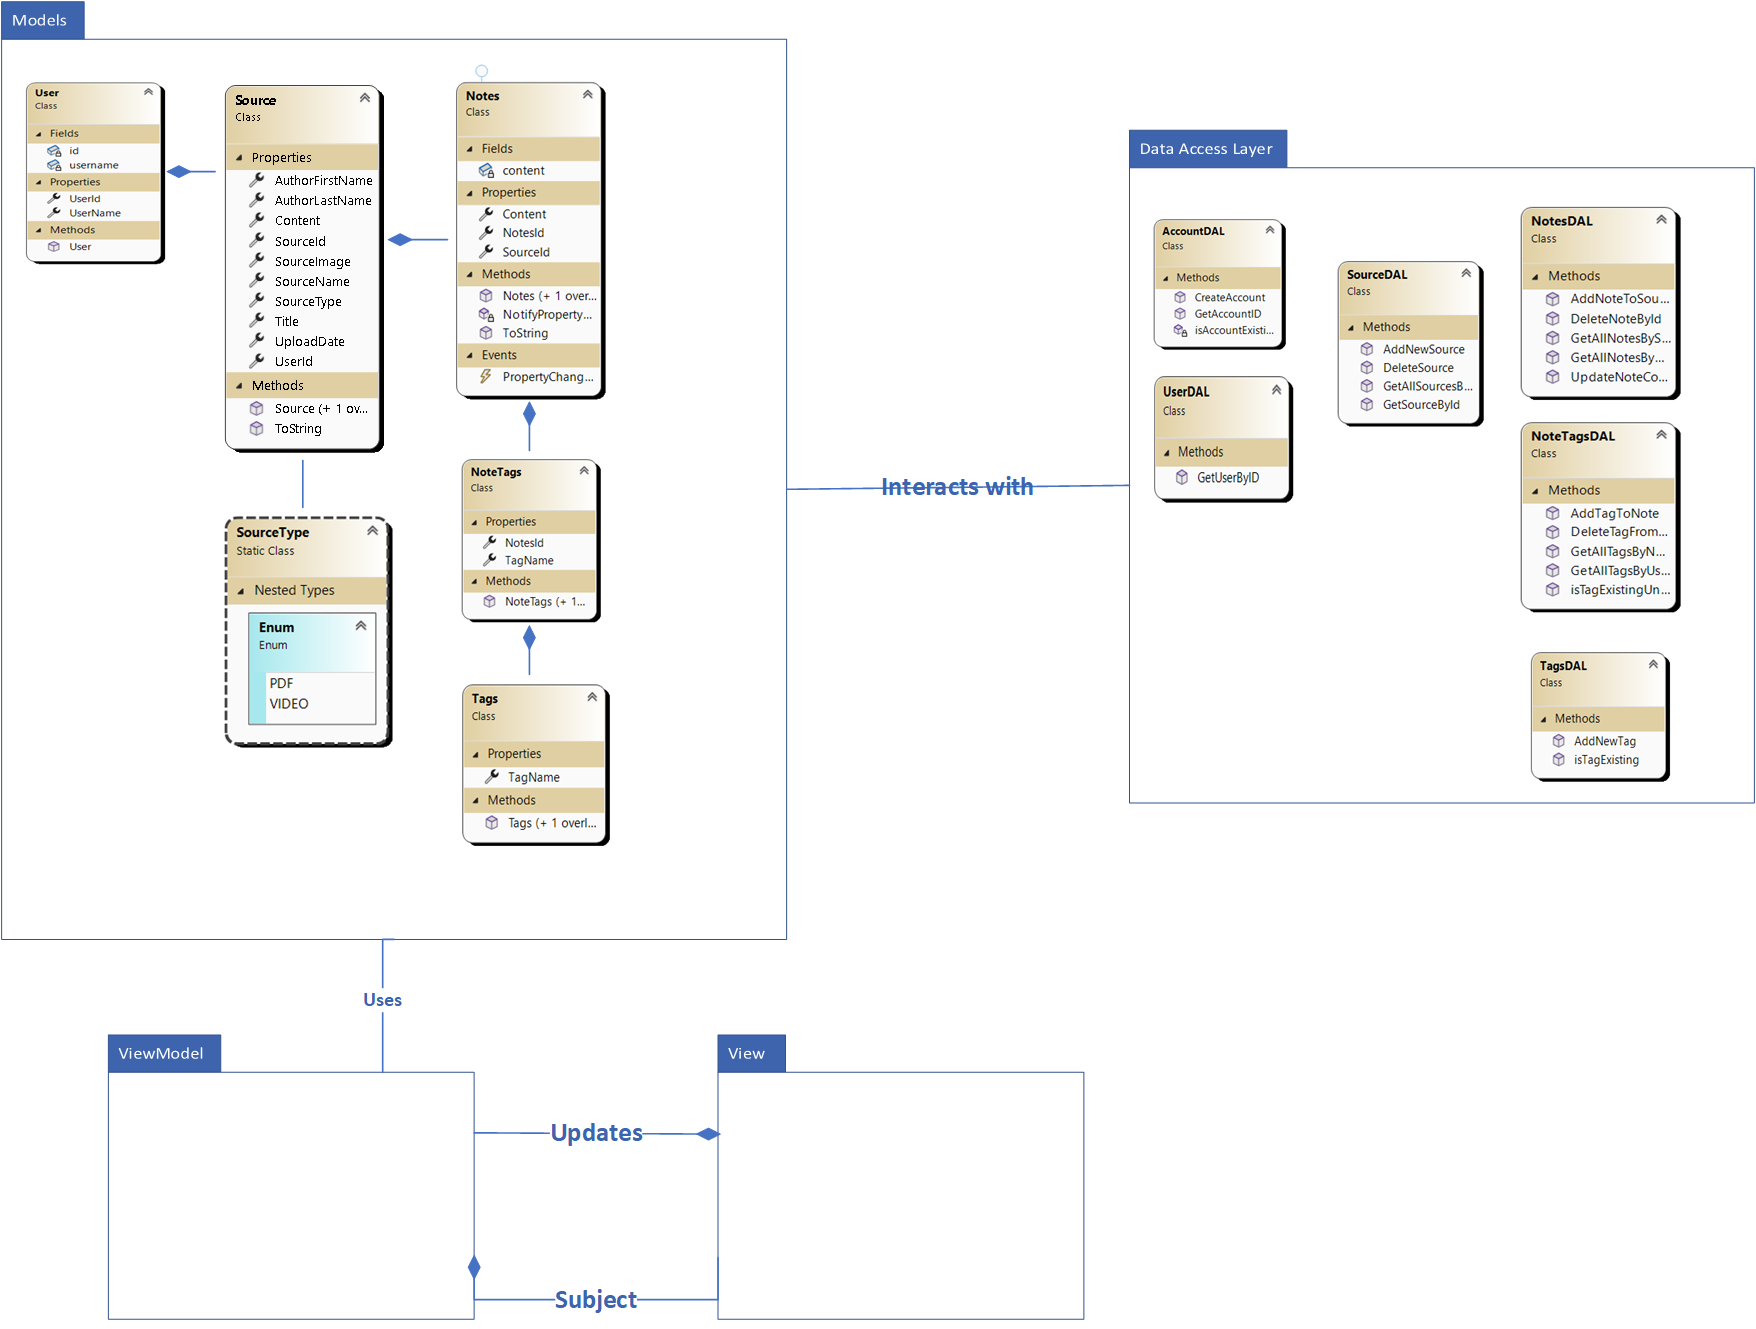 Models
User
Class
Fields
id
username
Properties
UserId
UserName
Methods
User
Source
Class
Properties
AuthorFirstName
AuthorLastName
Content
SourceId
SourceImage
SourceName
SourceType
Title
UploadDate
UserId
Methods
Source (+ 1 ov...
ToString
Notes
Class
Fields
content
Properties
Content
NotesId
SourceId
Methods
Notes (+ 1 over...
NotifyProperty...
ToString
Events
PropertyChang...
SourceType
Static Class
Nested Types
Enum
Enum
PDF
VIDEO
NoteTags
Class
Properties
NotesId
TagName
Methods
NoteTags (+ 1...
Tags
Class
Properties
TagName
Methods
Tags (+ 1 overl...
Interacts with
Data Access Layer
AccountDAL
Class
Methods
CreateAccount
GetAccountID
isAccountExisti...
UserDAL
Class
Methods
GetUserByID
SourceDAL
Class
Methods
AddNewSource
DeleteSource
GetAllSourcesB...
GetSourceById
NotesDAL
Class
Methods
AddNoteToSou...
DeleteNoteById
GetAllNotesByS...
GetAllNotesBy...
UpdateNoteCo...
NoteTagsDAL
Class
Methods
AddTagToNote
DeleteTagFrom...
GetAllTagsByN...
GetAllTagsByUs...
isTagExistingUn...
TagsDAL
Class
Methods
AddNewTag
isTagExisting
Uses
ViewModel
View
Updates
Subject